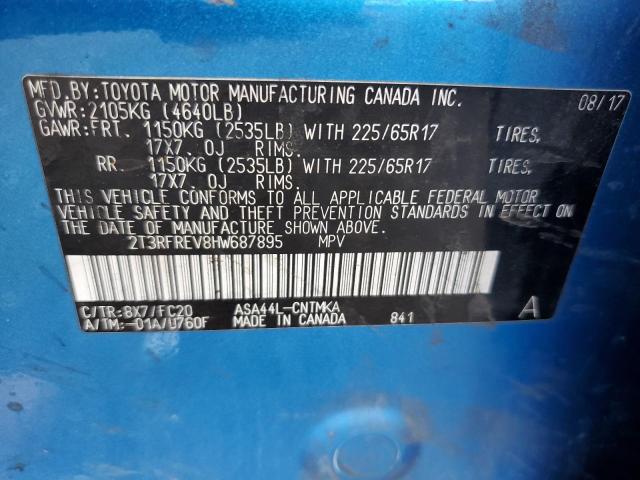 MFD.BY:TOYOTA MOTOR MANUFACTURING CANADA INC. 08/17
GVWR:2105KG (4640LB)
GAWR:FRT. 1150KG (2535LB) WITH 225/65R17 TIRES,
17X7.0J RIMS.
RR. 1150KG (2535LB) WITH 225/65R17 TIRES,
17X7.0J RIMS.
THIS VEHICLE CONFORMS TO ALL APPLICABLE FEDERAL MOTOR
VEHICLE SAFETY AND THEFT PREVENTION STANDARDS IN EFFECT ON
THE DATE OF MANUFACTURE SHOWN ABOVE.
2T3RFREV8HW687895 MPV
C/TR:8X7/FC20 ASA44L-CNTMKA A
A/TM:-01A/U760F MADE IN CANADA 841